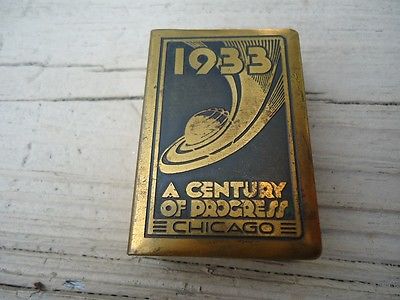 1933
A CENTURY
OF PROGRESS
CHICAGO